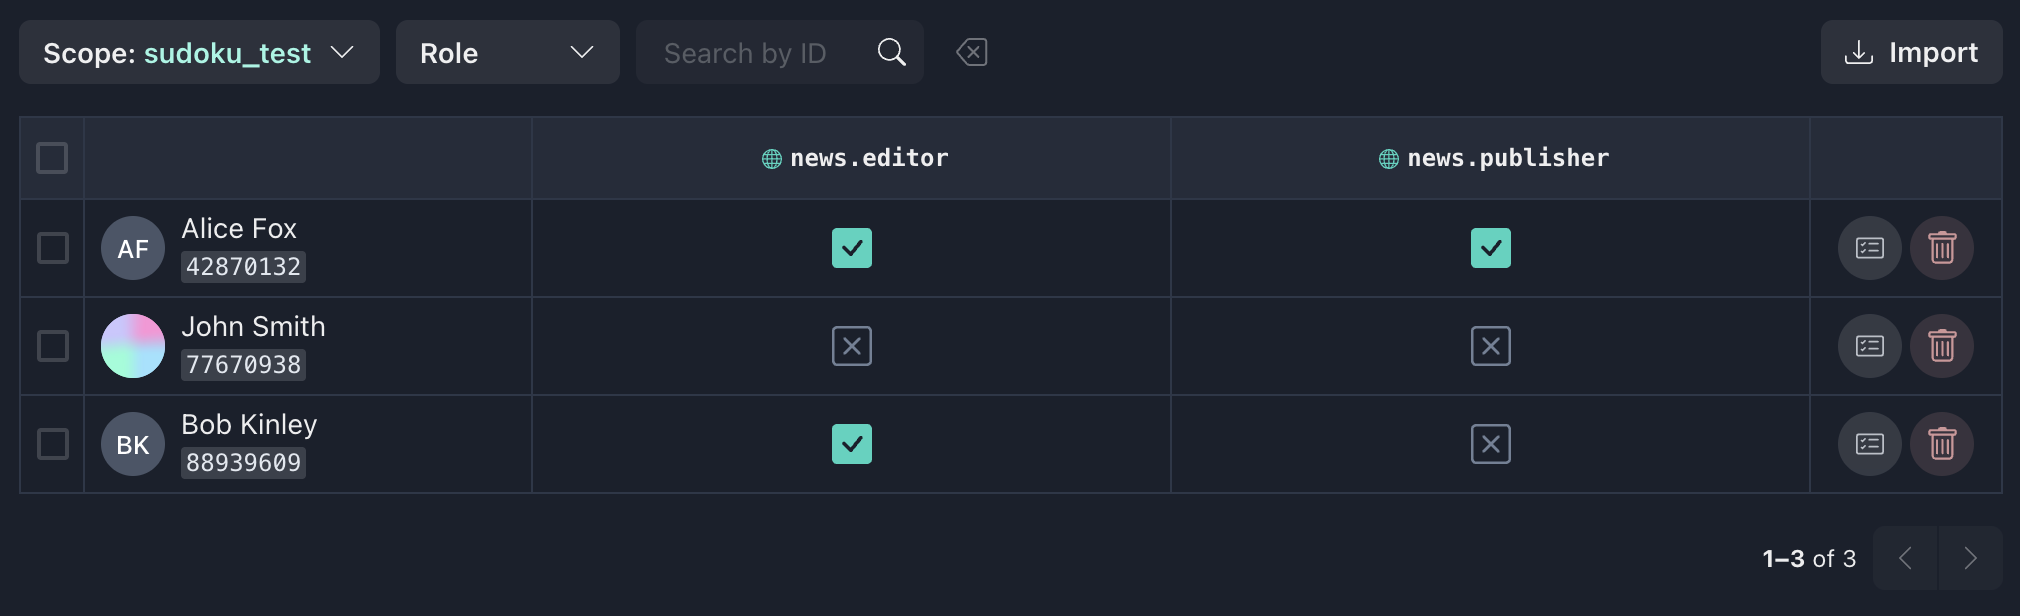 Scope: sudoku_test
Role
Search by ID
Import
news.editor
news.publisher
AF
Alice Fox
42870132
John Smith
77670938
BK
Bob Kinley
88939609
1–3 of 3